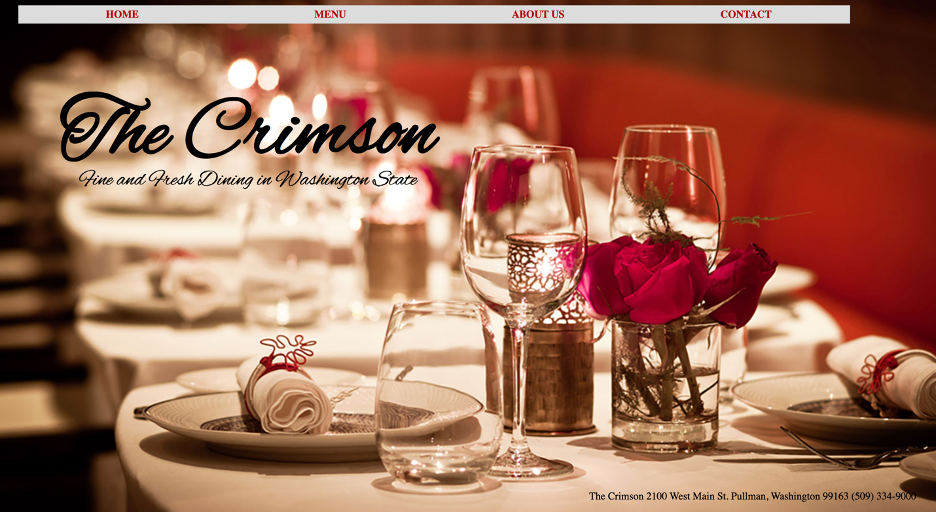 HOME MENU ABOUT US CONTACT
The Crimson
Fine and Fresh Dining in Washington State
The Crimson 2100 West Main St. Pullman, Washington 99163 (509) 334-9000